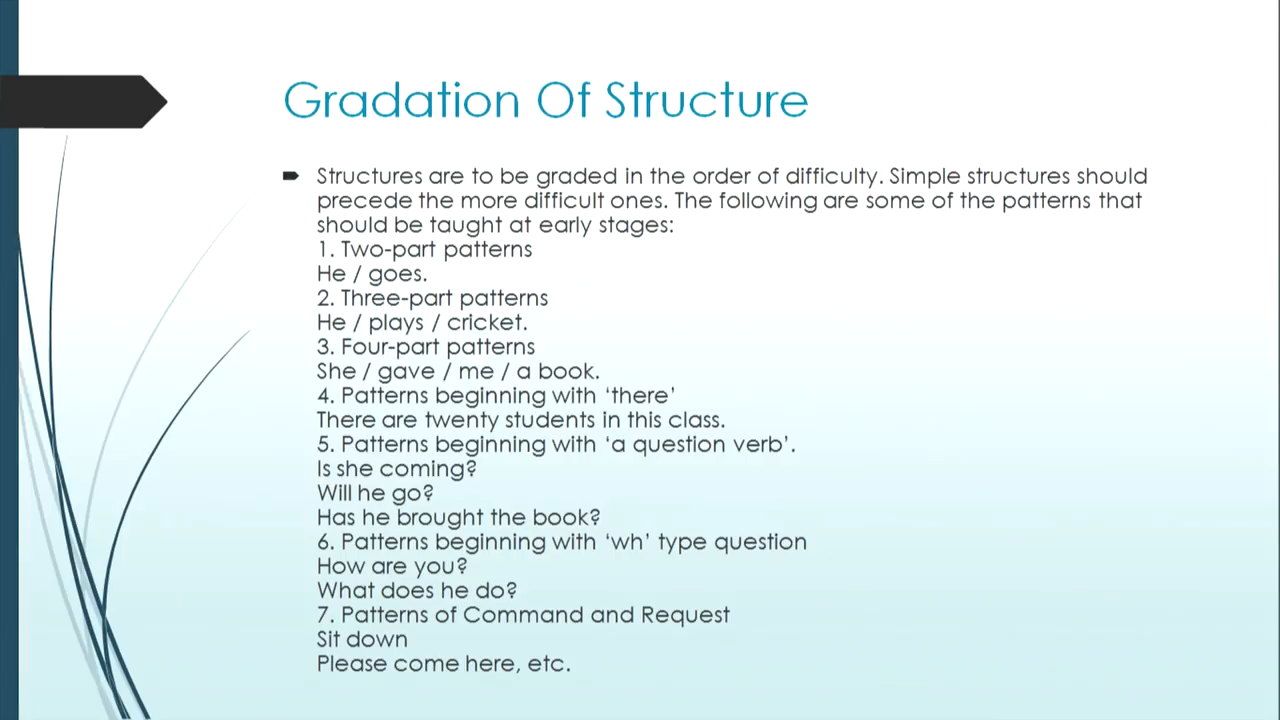 Gradation Of Structure
Structures are to be graded in the order of difficulty. Simple structures should
precede the more difficult ones. The following are some of the patterns that
should be taught at early stages:
1. Two-part patterns
He / goes.
2. Three-part patterns
He / plays / cricket.
3. Four-part patterns
She / gave / me / a book.
4. Patterns beginning with ‘there’
There are twenty students in this class.
5. Patterns beginning with ‘a question verb’.
Is she coming?
Will he go?
Has he brought the book?
6. Patterns beginning with ‘wh’ type question
How are you?
What does he do?
7. Patterns of Command and Request
Sit down
Please come here, etc.